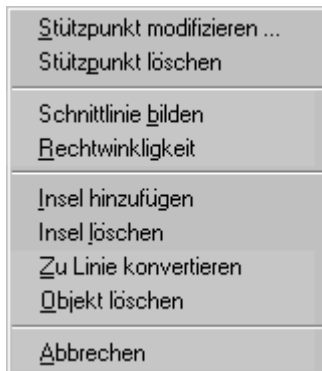 Stützpunkt modifizieren ...
Stützpunkt löschen
Schnittlinie bilden
Rechtwinkligkeit
Insel hinzufügen
Insel löschen
Zu Linie konvertieren
Objekt löschen
Abbrechen